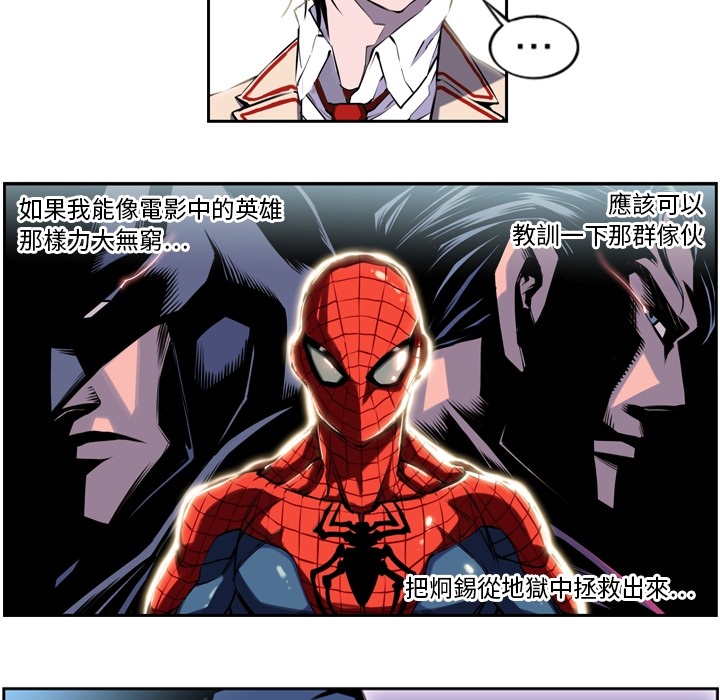 ...
如果我能像電影中的英雄
那樣力大無窮...
應該可以
教訓一下那群傢伙
把炯錫從地獄中拯救出來...